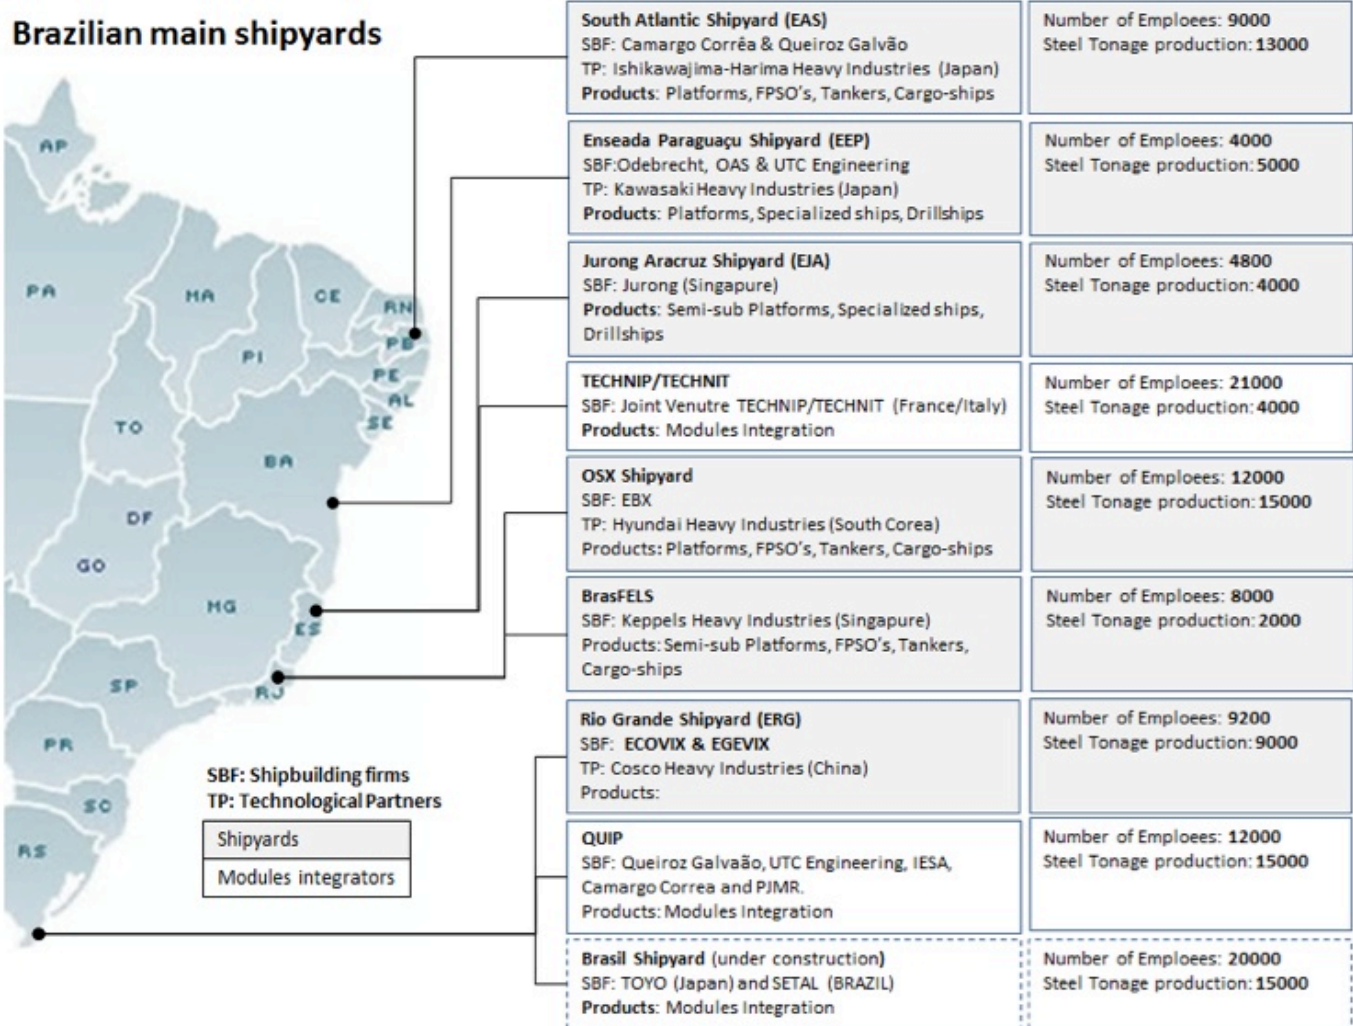 Brazilian main shipyards
South Atlantic Shipyard (EAS)
SBF: Camargo Corrêa & Queiroz Galvão
TP: Ishikawajima-Harima Heavy Industries (Japan)
Products: Platforms, FPSO's, Tankers, Cargo-ships
Number of Emploees: 9000
Steel Tonage production: 13000
Enseada Paraguaçu Shipyard (EEP)
SBF:Odebrecht, OAS & UTC Engineering
TP: Kawasaki Heavy Industries (Japan)
Products: Platforms, Specialized ships, Drillships
Number of Emploees: 4000
Steel Tonage production: 5000
Jurong Aracruz Shipyard (EJA)
SBF: Jurong (Singapure)
Products: Semi-sub Platforms, Specialized ships,
Drillships
Number of Emploees: 4800
Steel Tonage production: 4000
TECHNIP/TECHNIT
SBF: Joint Venutre TECHNIP/TECHNIT (France/Italy)
Products: Modules Integration
Number of Emploees: 21000
Steel Tonage production: 4000
OSX Shipyard
SBF: EBX
TP: Hyundai Heavy Industries (South Corea)
Products: Platforms, FPSO's, Tankers, Cargo-ships
Number of Emploees: 12000
Steel Tonage production: 15000
BrasFELS
SBF: Keppels Heavy Industries (Singapure)
Products: Semi-sub Platforms, FPSO's, Tankers,
Cargo-ships
Number of Emploees: 8000
Steel Tonage production: 2000
Rio Grande Shipyard (ERG)
SBF: ECOVIX & EGEVIX
TP: Cosco Heavy Industries (China)
Products:
Number of Emploees: 9200
Steel Tonage production: 9000
QUIP
SBF: Queiroz Galvaão, UTC Engineering, IESA,
Camargo Correa and PJMR.
Products: Modules Integration
Number of Emploees: 12000
Steel Tonage production: 15000
Brasil Shipyard (under construction)
SBF: TOYO (Japan) and SETAL (BRAZIL)
Products: Modules Integration
Number of Emploees: 20000
Steel Tonage production: 15000
AP
PA
MA
CE
RN
PB
PI
PE
AL
SE
TO
BA
DF
GO
MG
ES
SP
RJ
PR
SC
RS
SBF: Shipbuilding firms
TP: Technological Partners
Shipyards
Modules integrators